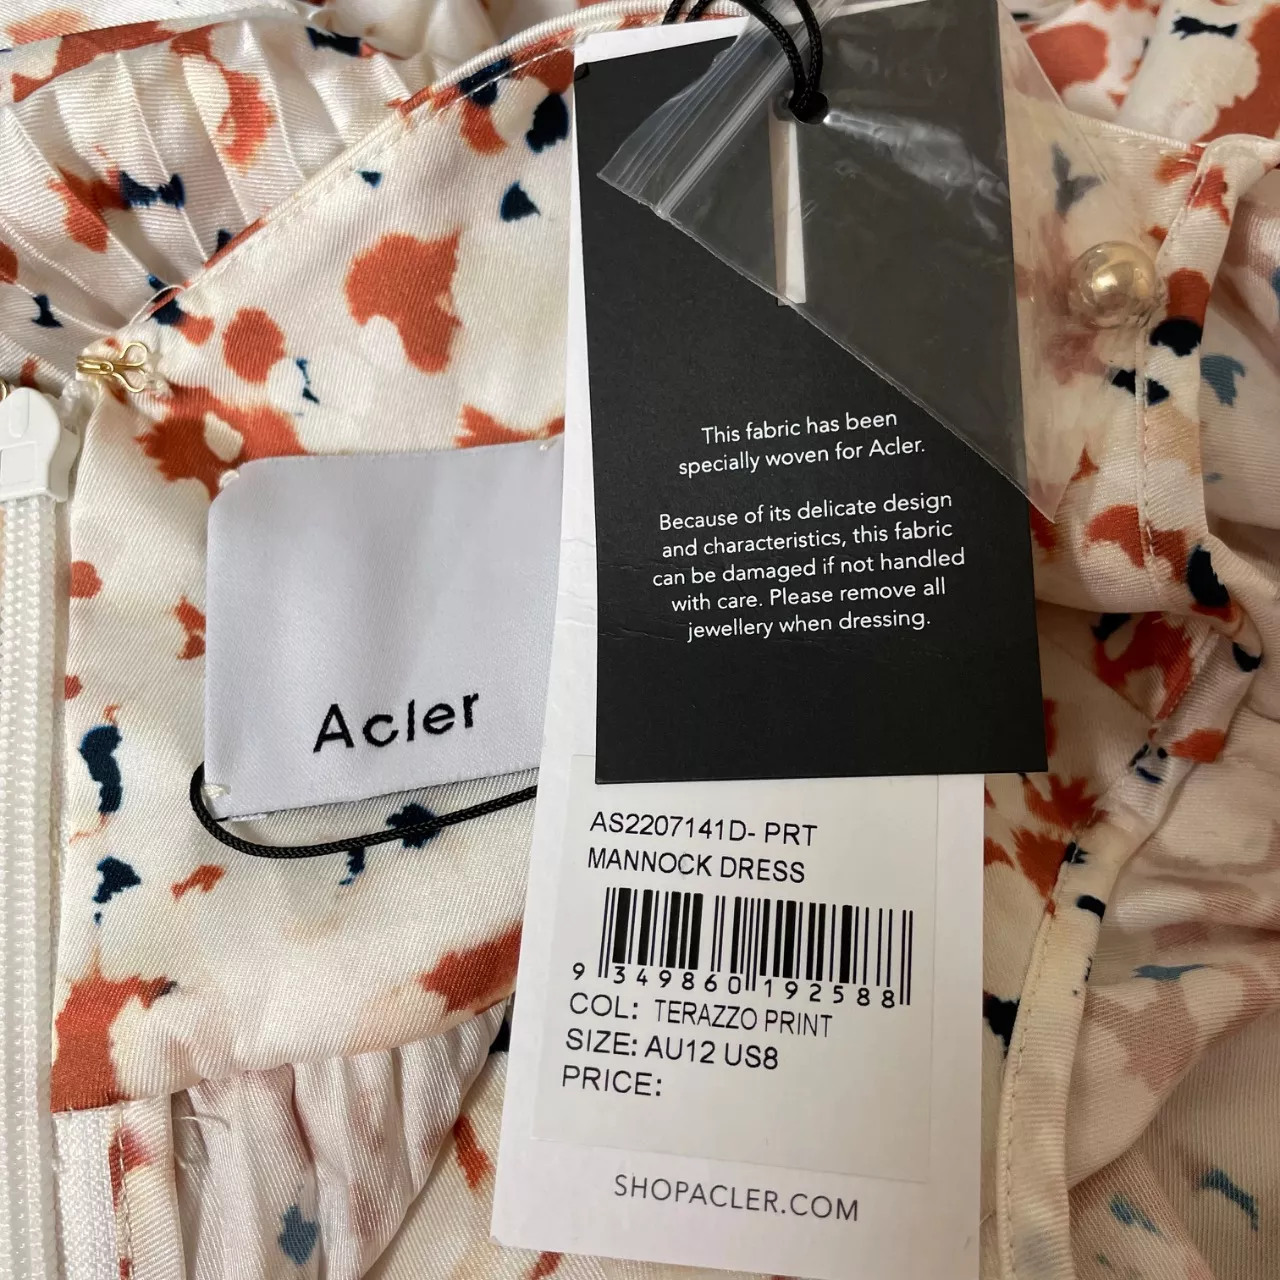 This fabric has been
specially woven for Acler.
Because of its delicate design
and characteristics, this fabric
can be damaged if not handled
with care. Please remove all
jewellery when dressing.
Acler
AS2207141D- PRT
MANNOCK DRESS
9 349860 192588
COL: TERAZZO PRINT
SIZE: AU12 US8
PRICE:
SHOPACLER.COM